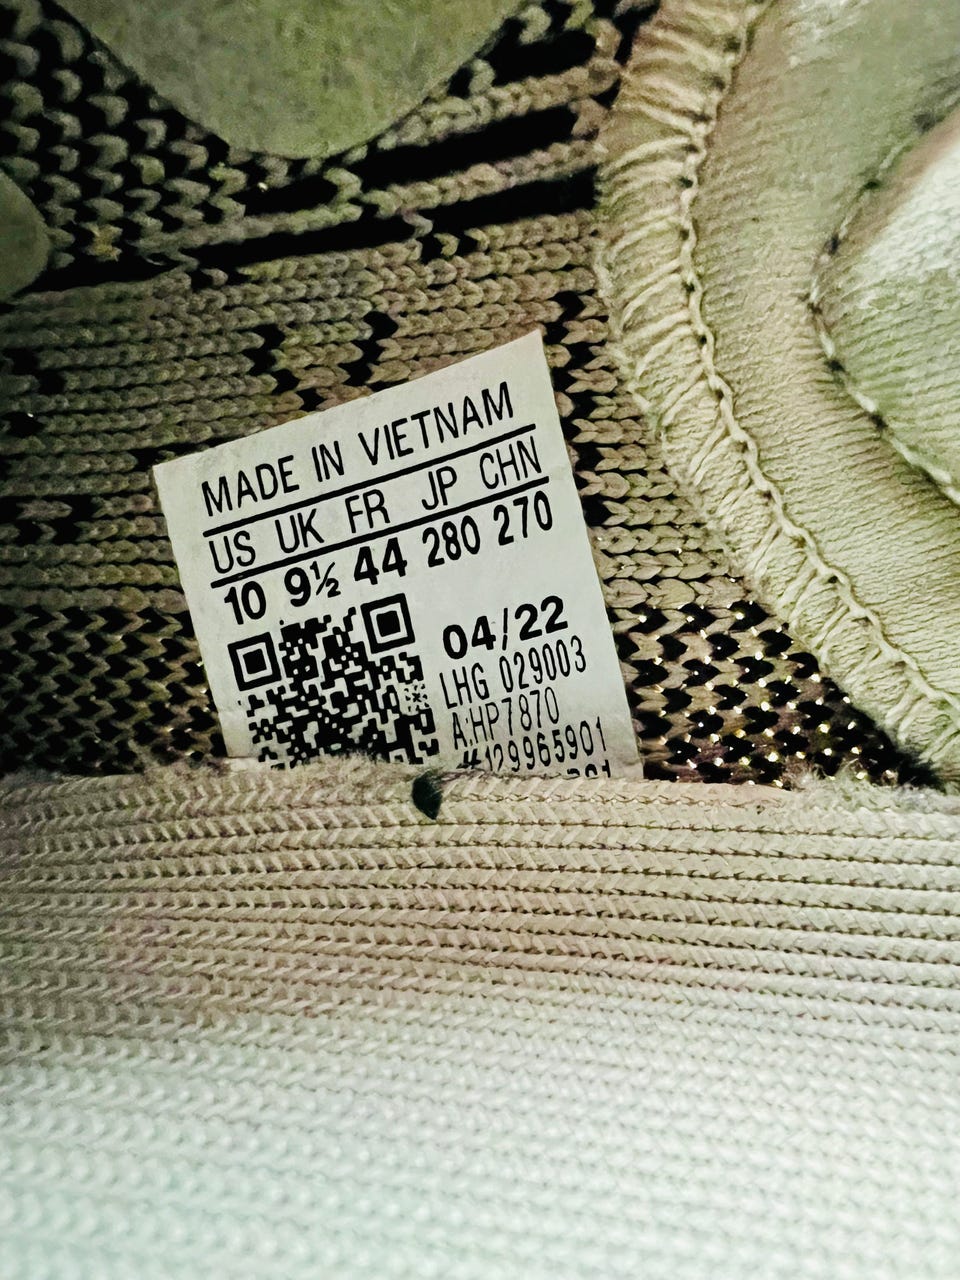 MADE IN VIETNAM
US UK FR JP CHN
10 9½ 44 280 270
04/22
LHG 029003
A:HP7870
#129965901